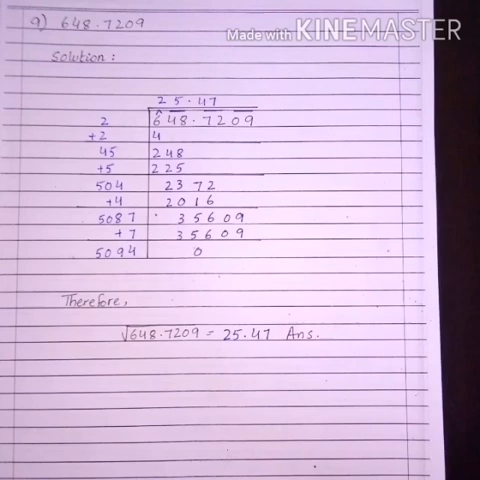 9) 648.7209
Made with KINEMASTER
Solution :
25.47
2 648.7209
+2 4
45 248
+5 225
504 2372
+4 2016
5087 35609
+7 35609
5094 0
Therefore,
√648.7209 = 25.47 Ans.